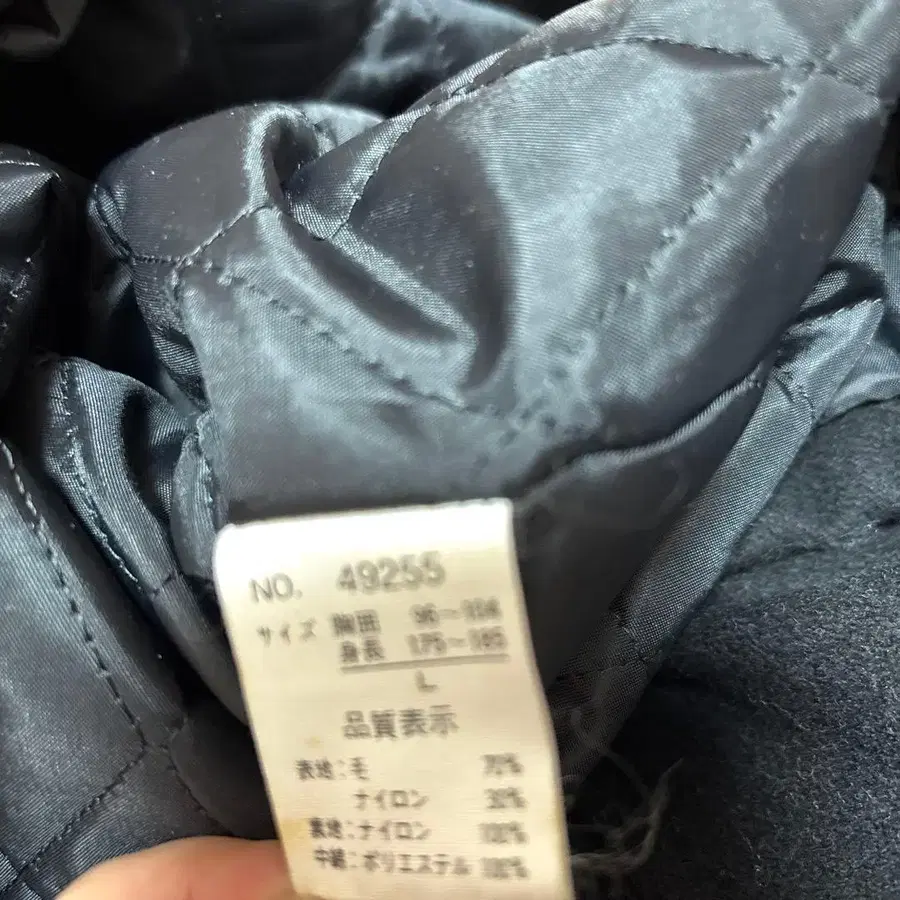 NO. 49255
サイズ 胸囲 96～104
身長 175～185
L
品質表示
表地：毛 70%
ナイロン 30%
裏地：ナイロン 100%
中綿：ポリエステル 100%